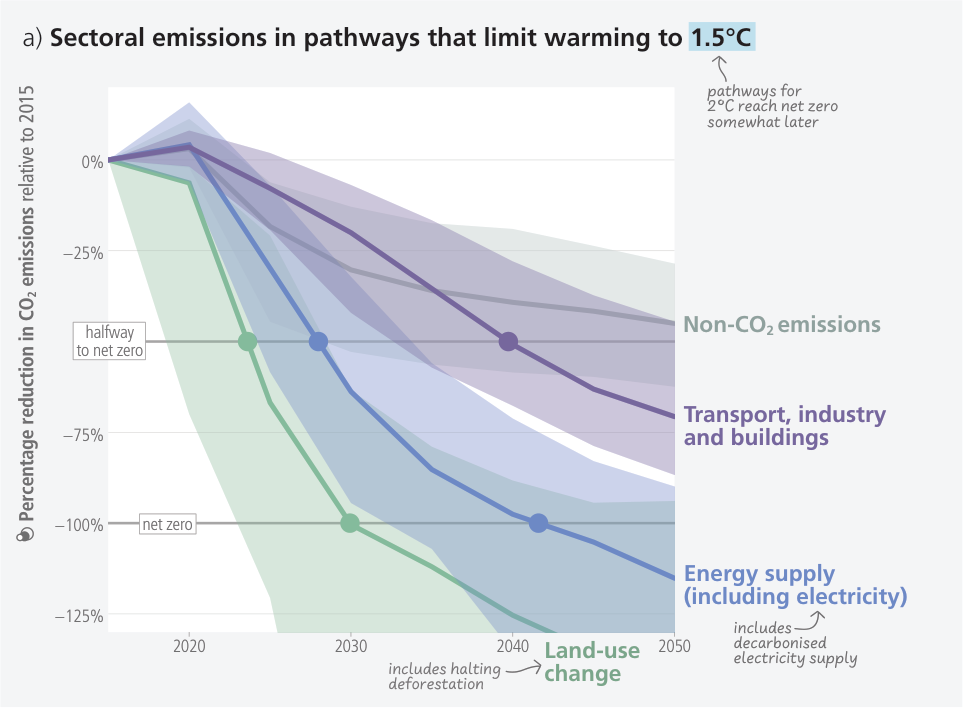 a) Sectoral emissions in pathways that limit warming to 1.5°C
pathways for
2°C reach net zero
somewhat later
Percentage reduction in CO₂ emissions relative to 2015
0%
−25%
halfway
to net zero
−75%
−100%
net zero
−125%
2020
2030
2040
2050
Non-CO₂ emissions
Transport, industry
and buildings
Energy supply
(including electricity)
includes
decarbonised
electricity supply
Land-use
change
includes halting
deforestation